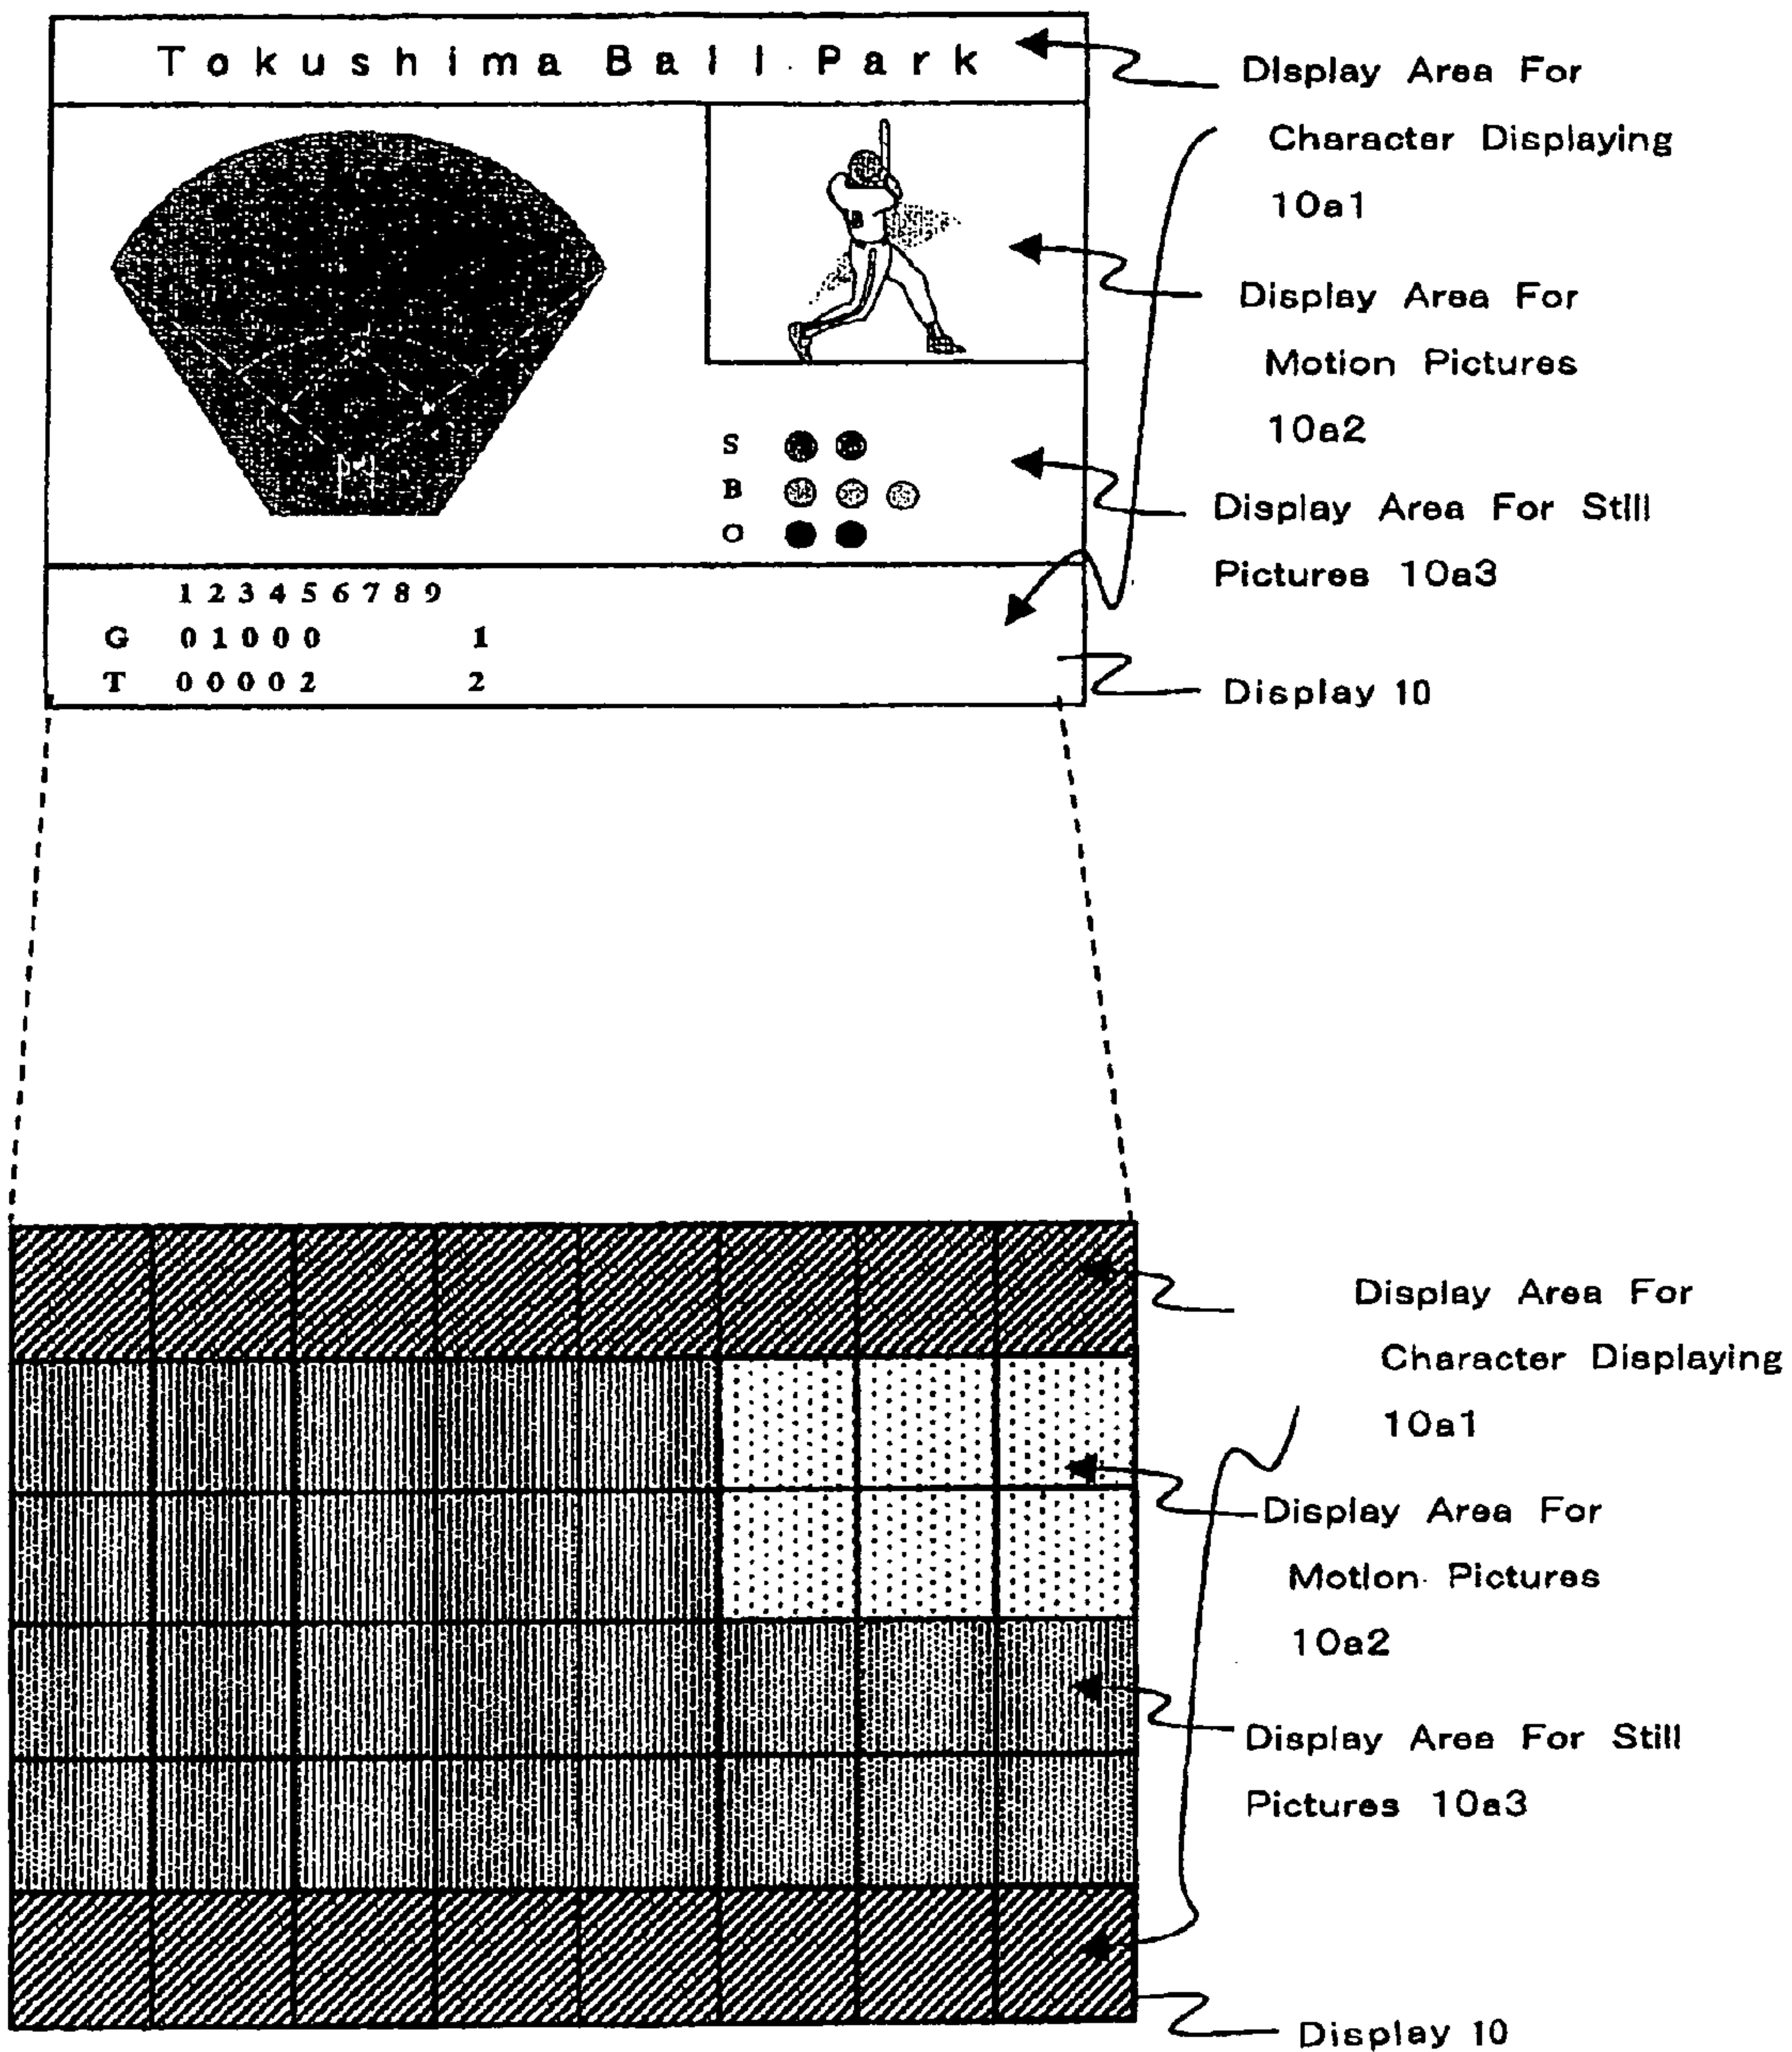 Tokushima Ball Park
S
B
O
1 2 3 4 5 6 7 8 9
G 0 1 0 0 0 1
T 0 0 0 0 2 2
Display Area For
Character Displaying
10a1
Display Area For
Motion Pictures
10a2
Display Area For Still
Pictures 10a3
Display 10
Display Area For
Character Displaying
10a1
Display Area For
Motion Pictures
10a2
Display Area For Still
Pictures 10a3
Display 10